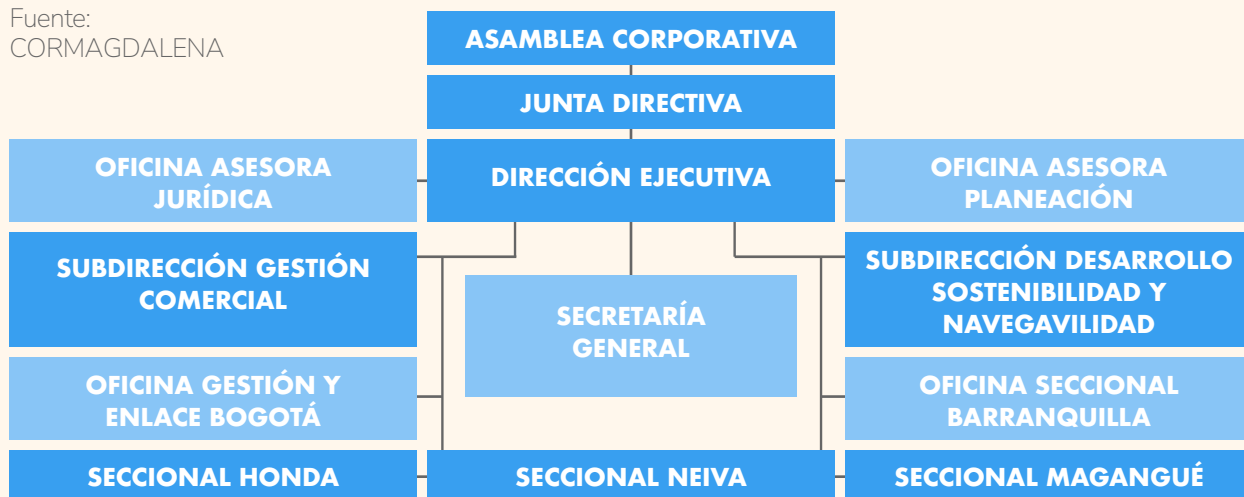 Fuente:
CORMAGDALENA
ASAMBLEA CORPORATIVA
JUNTA DIRECTIVA
OFICINA ASESORA
JURÍDICA
DIRECCIÓN EJECUTIVA
OFICINA ASESORA
PLANEACIÓN
SUBDIRECCIÓN GESTIÓN
COMERCIAL
SECRETARÍA
GENERAL
SUBDIRECCIÓN DESARROLLO
SOSTENIBILIDAD Y
NAVEGAVILIDAD
OFICINA GESTIÓN Y
ENLACE BOGOTÁ
OFICINA SECCIONAL
BARRANQUILLA
SECCIONAL HONDA
SECCIONAL NEIVA
SECCIONAL MAGANGUÉ